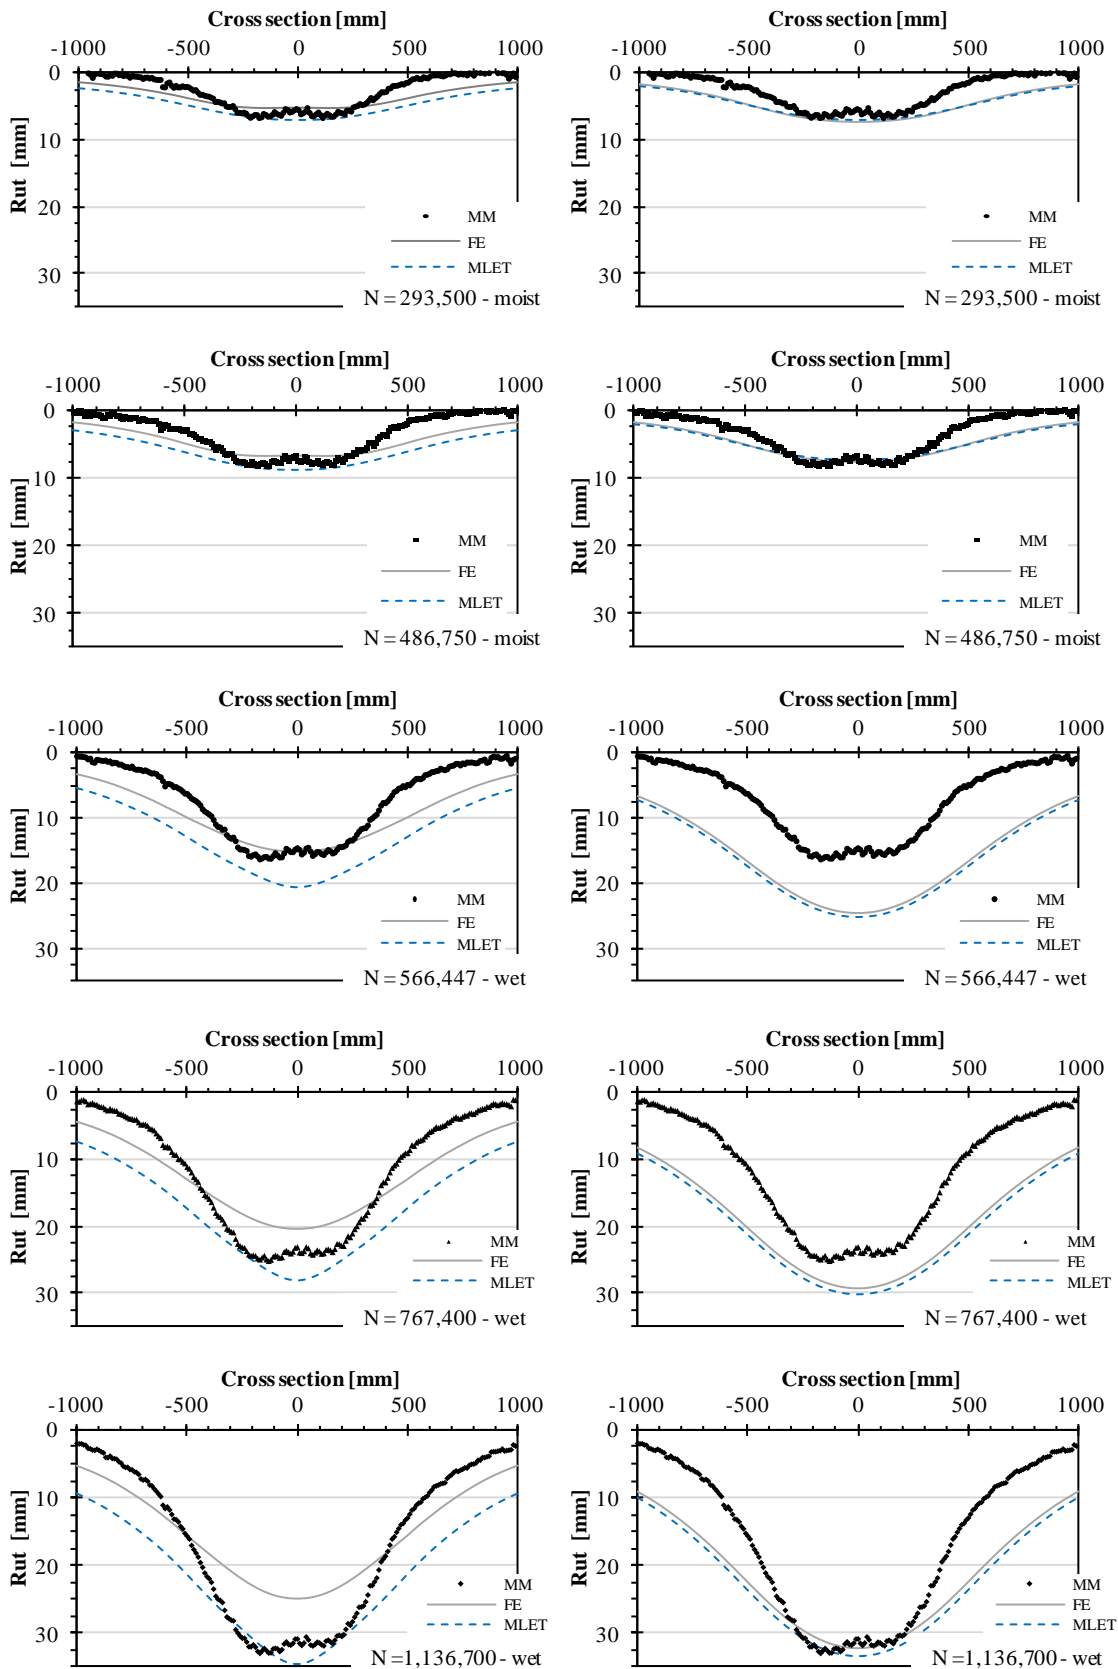 Cross section [mm]
-1000 -500 0 500 1000
0
10
20
30
Rut [mm]
MM
FE
MLET
N = 293,500 - moist
Cross section [mm]
-1000 -500 0 500 1000
0
10
20
30
Rut [mm]
MM
FE
MLET
N = 293,500 - moist
Cross section [mm]
-1000 -500 0 500 1000
0
10
20
30
Rut [mm]
MM
FE
MLET
N = 486,750 - moist
Cross section [mm]
-1000 -500 0 500 1000
0
10
20
30
Rut [mm]
MM
FE
MLET
N = 486,750 - moist
Cross section [mm]
-1000 -500 0 500 1000
0
10
20
30
Rut [mm]
MM
FE
MLET
N = 566,447 - wet
Cross section [mm]
-1000 -500 0 500 1000
0
10
20
30
Rut [mm]
MM
FE
MLET
N = 566,447 - wet
Cross section [mm]
-1000 -500 0 500 1000
0
10
20
30
Rut [mm]
MM
FE
MLET
N = 767,400 - wet
Cross section [mm]
-1000 -500 0 500 1000
0
10
20
30
Rut [mm]
MM
FE
MLET
N = 767,400 - wet
Cross section [mm]
-1000 -500 0 500 1000
0
10
20
30
Rut [mm]
MM
FE
MLET
N =1,136,700 - wet
Cross section [mm]
-1000 -500 0 500 1000
0
10
20
30
Rut [mm]
MM
FE
MLET
N =1,136,700 - wet